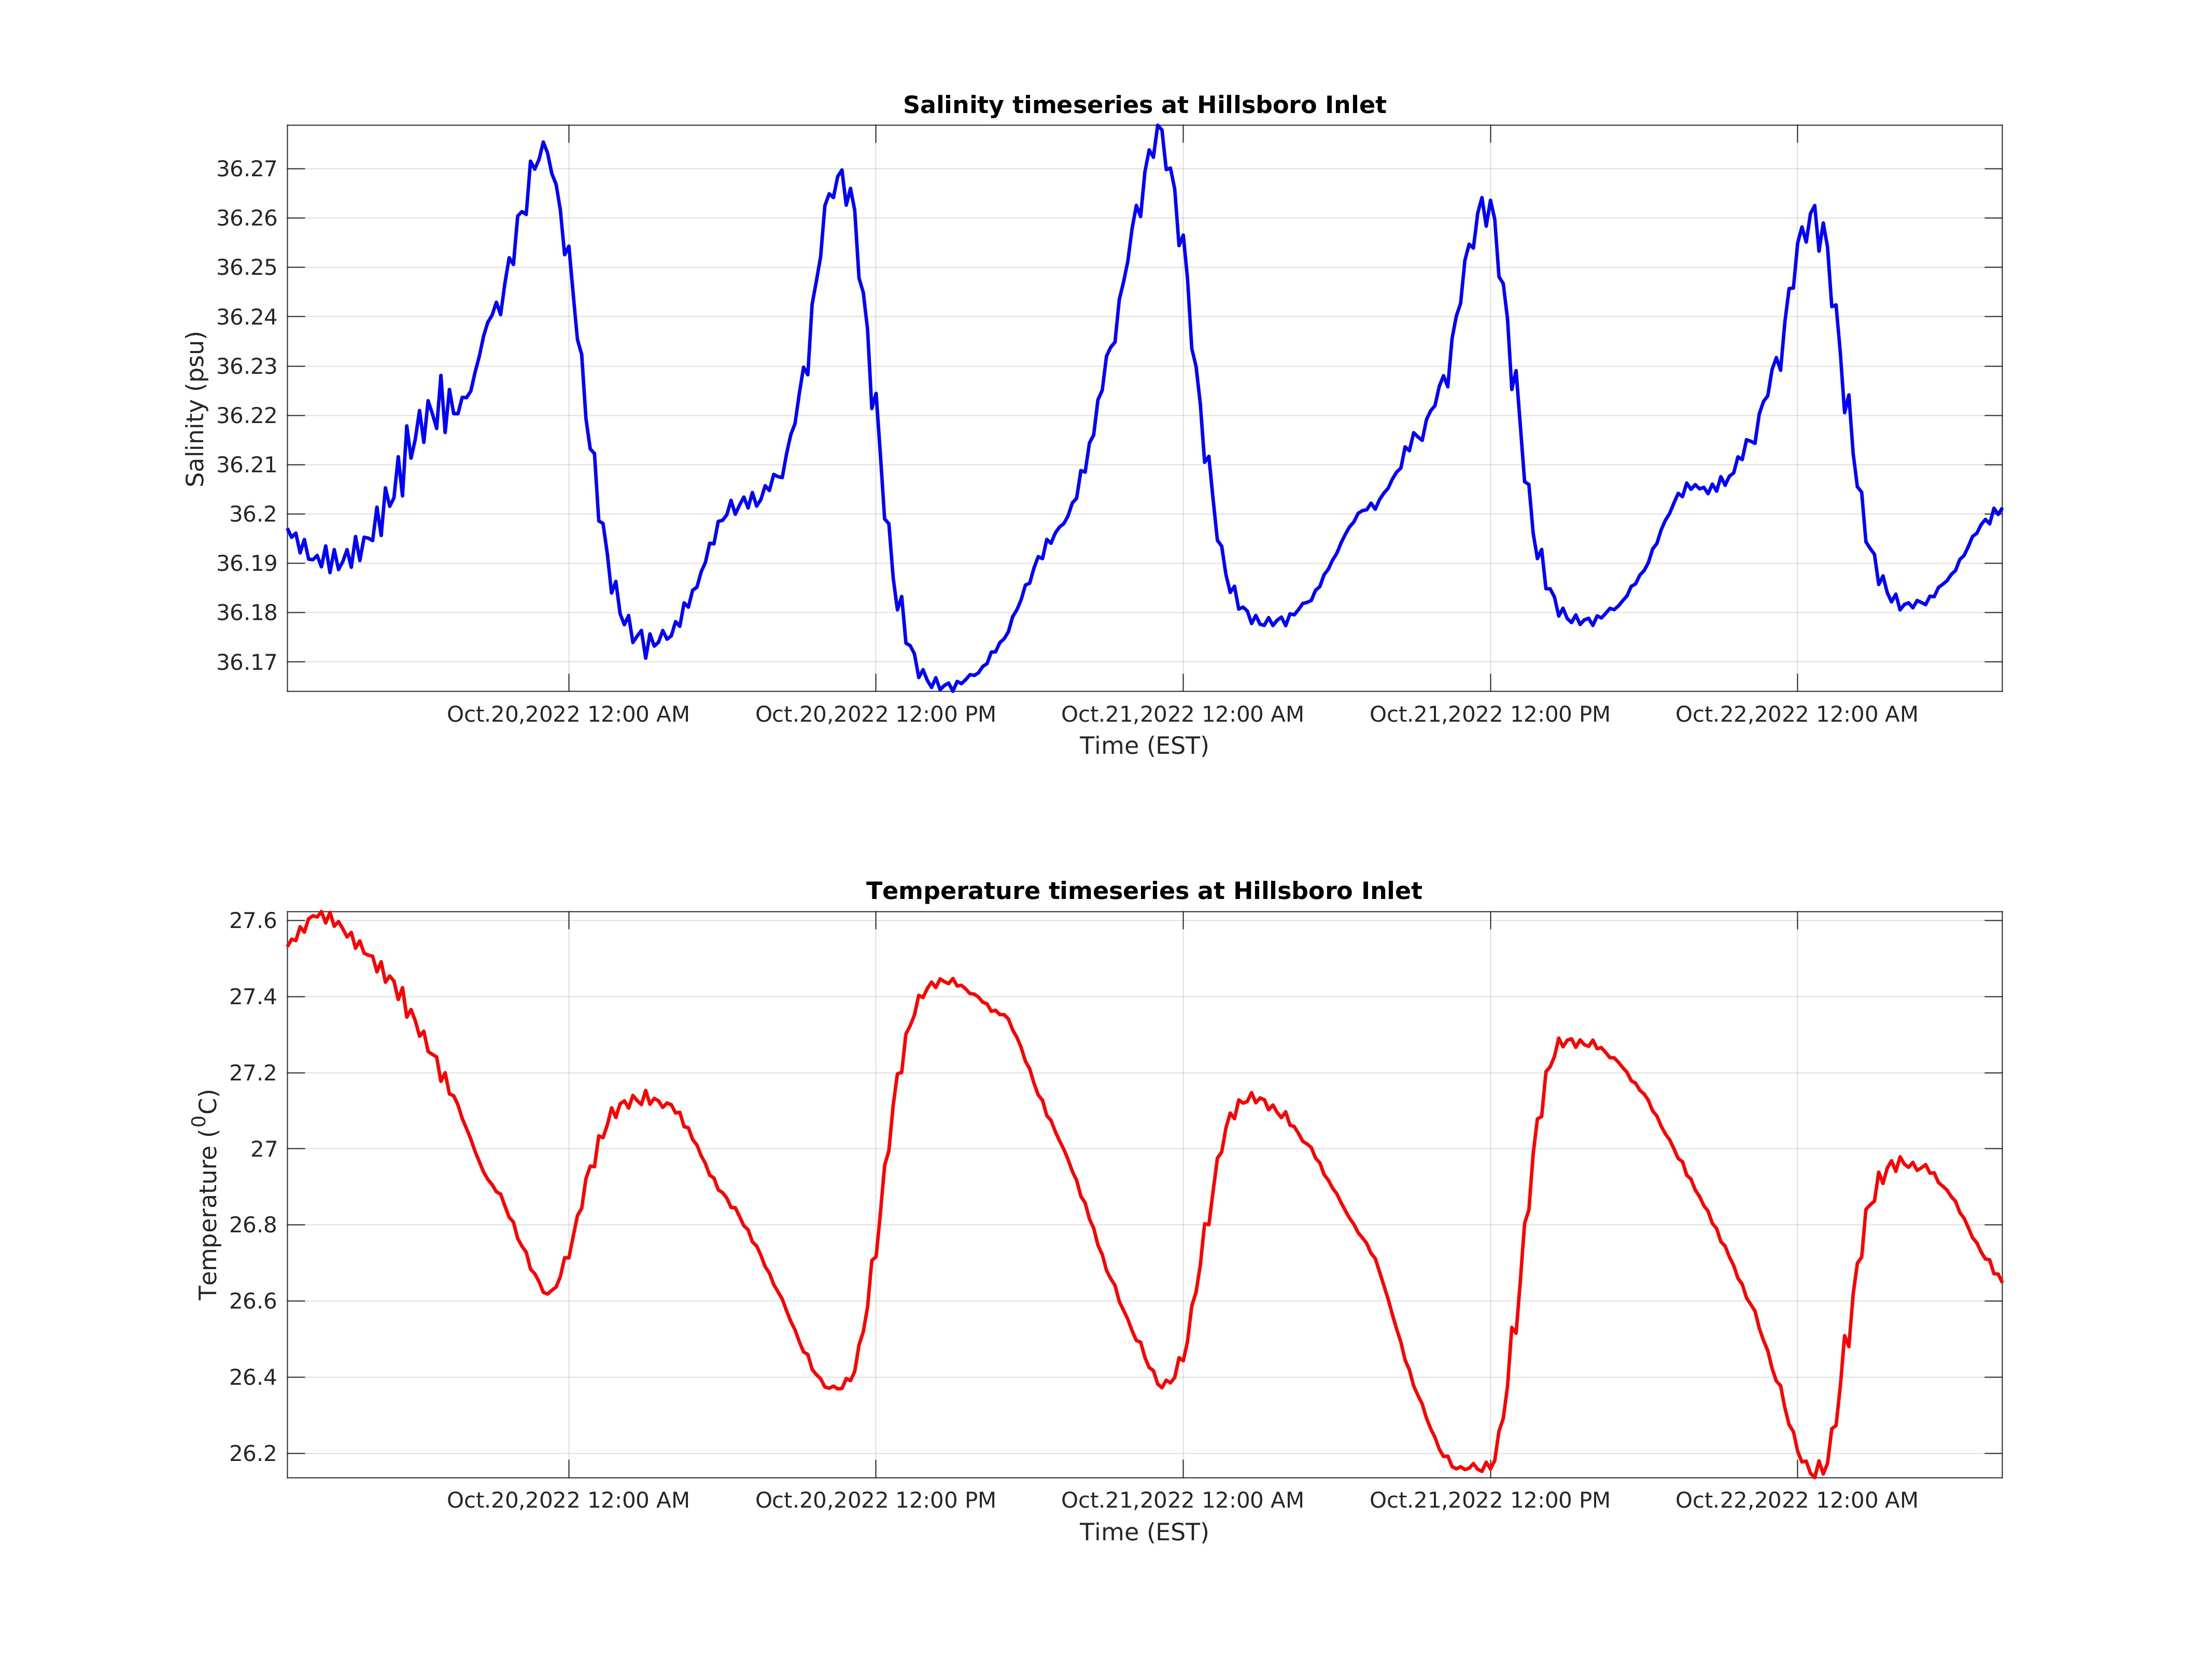 Salinity timeseries at Hillsboro Inlet
36.27
36.26
36.25
36.24
36.23
36.22
36.21
36.2
36.19
36.18
36.17
Salinity (psu)
Oct.20,2022 12:00 AM Oct.20,2022 12:00 PM Oct.21,2022 12:00 AM Oct.21,2022 12:00 PM Oct.22,2022 12:00 AM
Time (EST)
Temperature timeseries at Hillsboro Inlet
27.6
27.4
27.2
27
26.8
26.6
26.4
26.2
Temperature (⁰C)
Oct.20,2022 12:00 AM Oct.20,2022 12:00 PM Oct.21,2022 12:00 AM Oct.21,2022 12:00 PM Oct.22,2022 12:00 AM
Time (EST)